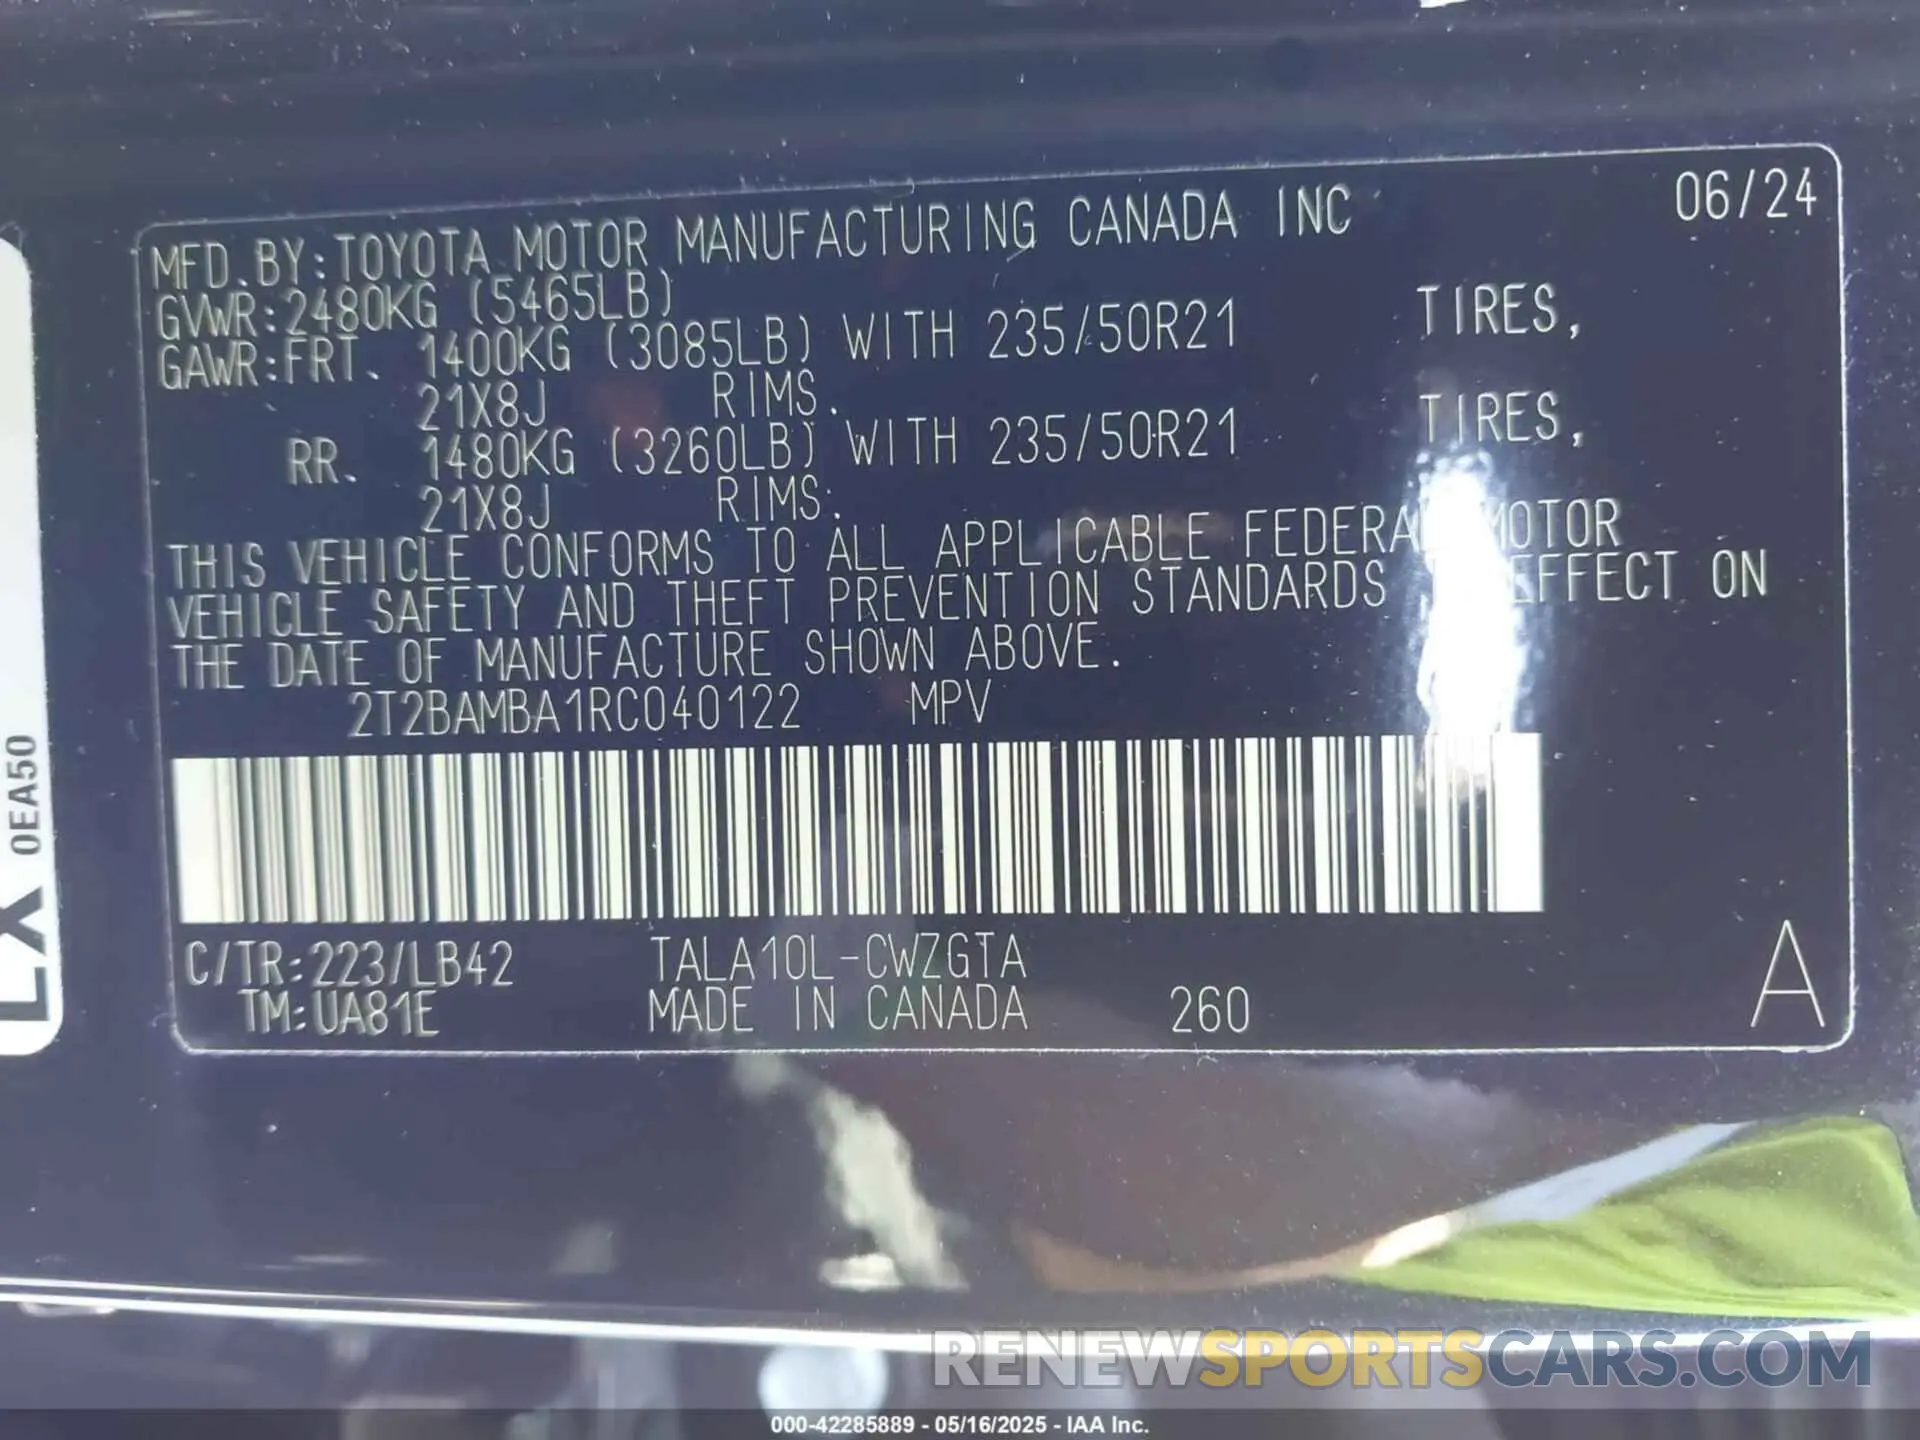 06/24
MFD.BY:TOYOTA MOTOR MANUFACTURING CANADA INC
GVWR:2480KG (5465LB)
GAWR:FRT. 1400KG (3085LB) WITH 235/50R21 TIRES,
21X8J RIMS.
RR. 1480KG (3260LB) WITH 235/50R21 TIRES,
21X8J RIMS.
THIS VEHICLE CONFORMS TO ALL APPLICABLE FEDERAL MOTOR
VEHICLE SAFETY AND THEFT PREVENTION STANDARDS EFFECT ON
THE DATE OF MANUFACTURE SHOWN ABOVE.
2T2BAMBA1RC040122 MPV
C/TR:223/LB42 TALA10L-CWZGTA
TM:UA81E MADE IN CANADA 260
A
0EA50
RENEWSPORTSCARS.COM
000-42285889 - 05/16/2025 - IAA Inc.